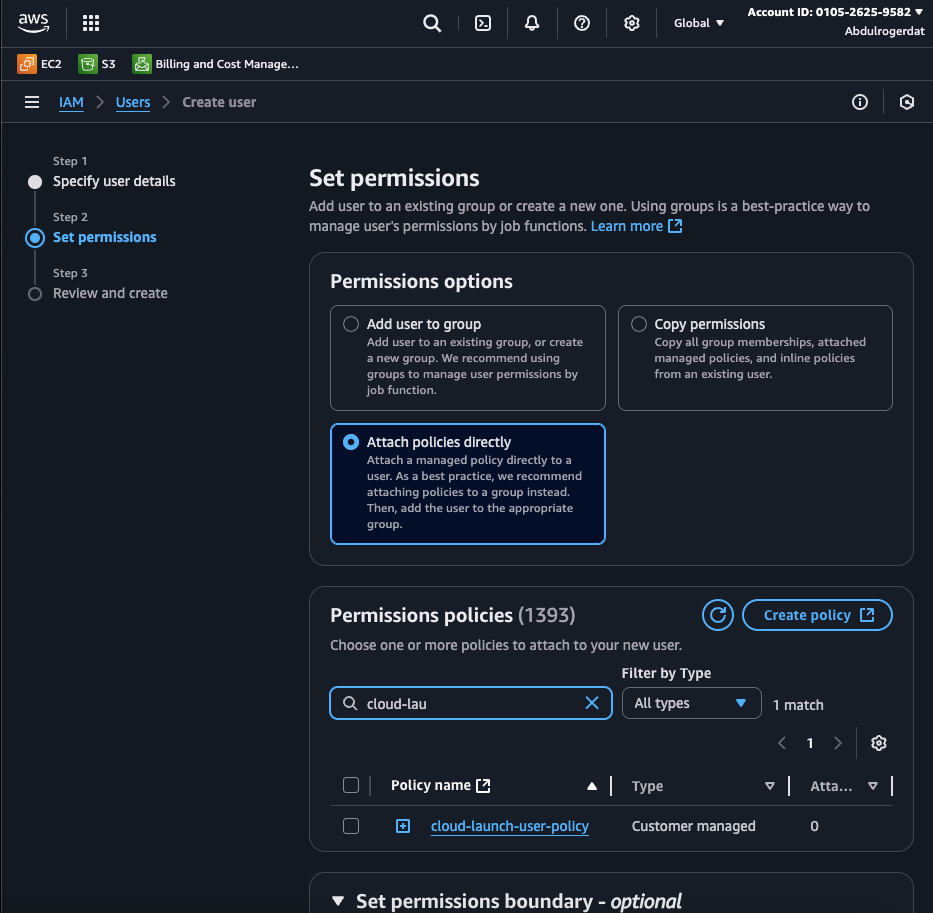 aws
Global
Account ID: 0105-2625-9582
Abdulrogerdat
EC2
S3
Billing and Cost Manage...
IAM
Users
Create user
Step 1
Specify user details
Step 2
Set permissions
Step 3
Review and create
Set permissions
Add user to an existing group or create a new one. Using groups is a best-practice way to
manage user's permissions by job functions. Learn more
Permissions options
Add user to group
Add user to an existing group, or create
a new group. We recommend using
groups to manage user permissions by
job function.
Copy permissions
Copy all group memberships, attached
managed policies, and inline policies
from an existing user.
Attach policies directly
Attach a managed policy directly to a
user. As a best practice, we recommend
attaching policies to a group instead.
Then, add the user to the appropriate
group.
Permissions policies (1393)
Create policy
Choose one or more policies to attach to your new user.
Filter by Type
cloud-lau
All types
1 match
1
Policy name
Type
Atta...
cloud-launch-user-policy
Customer managed
0
Set permissions boundary - optional